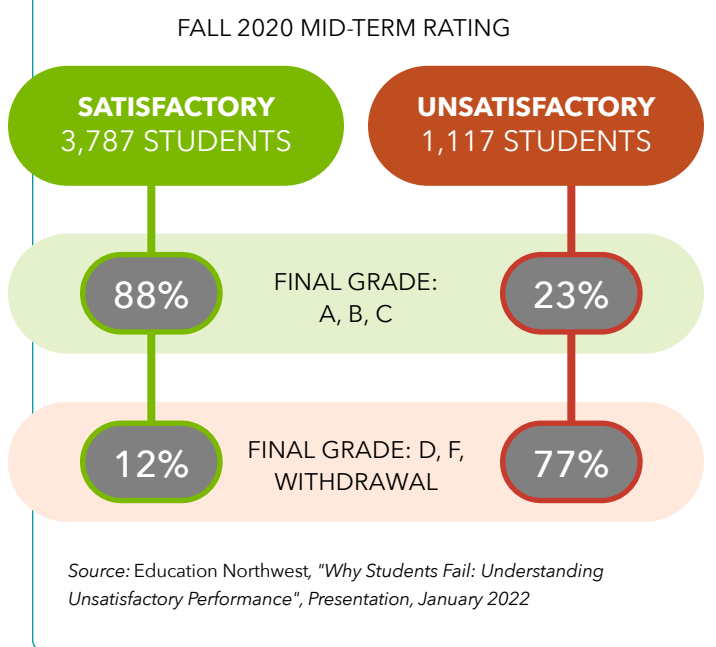 FALL 2020 MID-TERM RATING
SATISFACTORY
3,787 STUDENTS
UNSATISFACTORY
1,117 STUDENTS
88%
FINAL GRADE:
A, B, C
23%
12%
FINAL GRADE: D, F,
WITHDRAWAL
77%
Source: Education Northwest, "Why Students Fail: Understanding
Unsatisfactory Performance", Presentation, January 2022